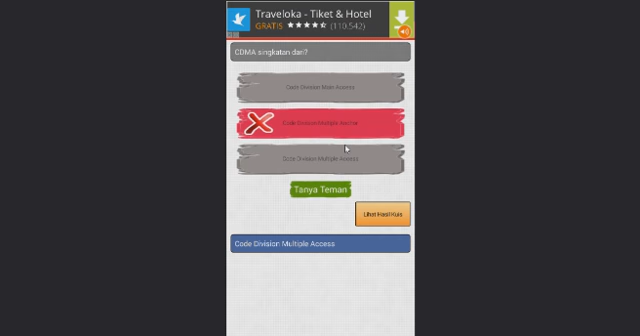 Traveloka - Tiket & Hotel
GRATIS (110.542)
CDMA singkatan dari?
Code Division Main Access
Code Division Multiple
Code Division Multiple Access
Tanya Teman
Lihat Hasil Kuis
Code Division Multiple Access